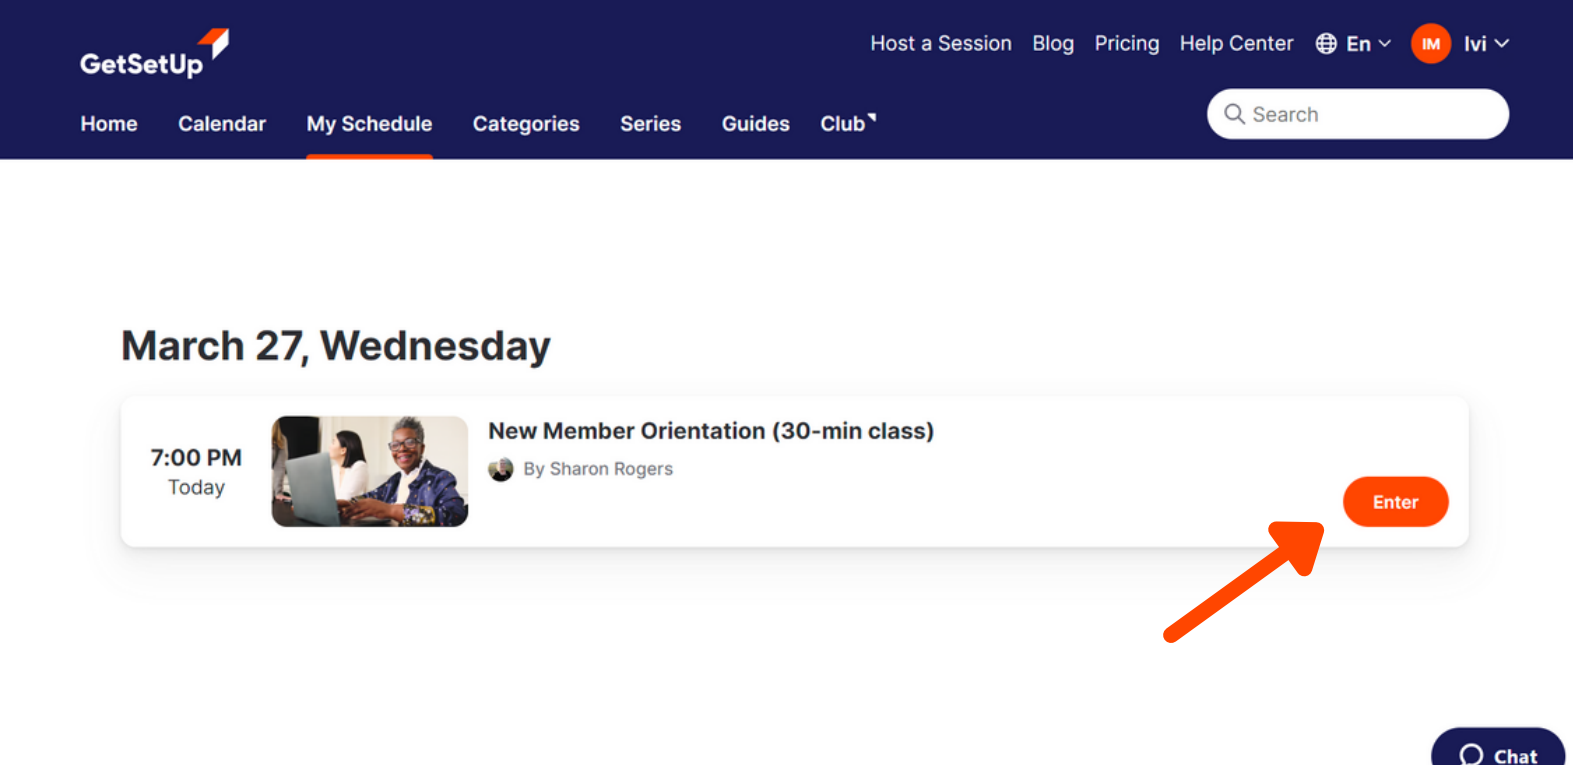 GetSetUp
Host a Session Blog Pricing Help Center En IM Ivi
Home Calendar My Schedule Categories Series Guides Club
Search
March 27, Wednesday
7:00 PM
Today
New Member Orientation (30-min class)
By Sharon Rogers
Enter
Chat